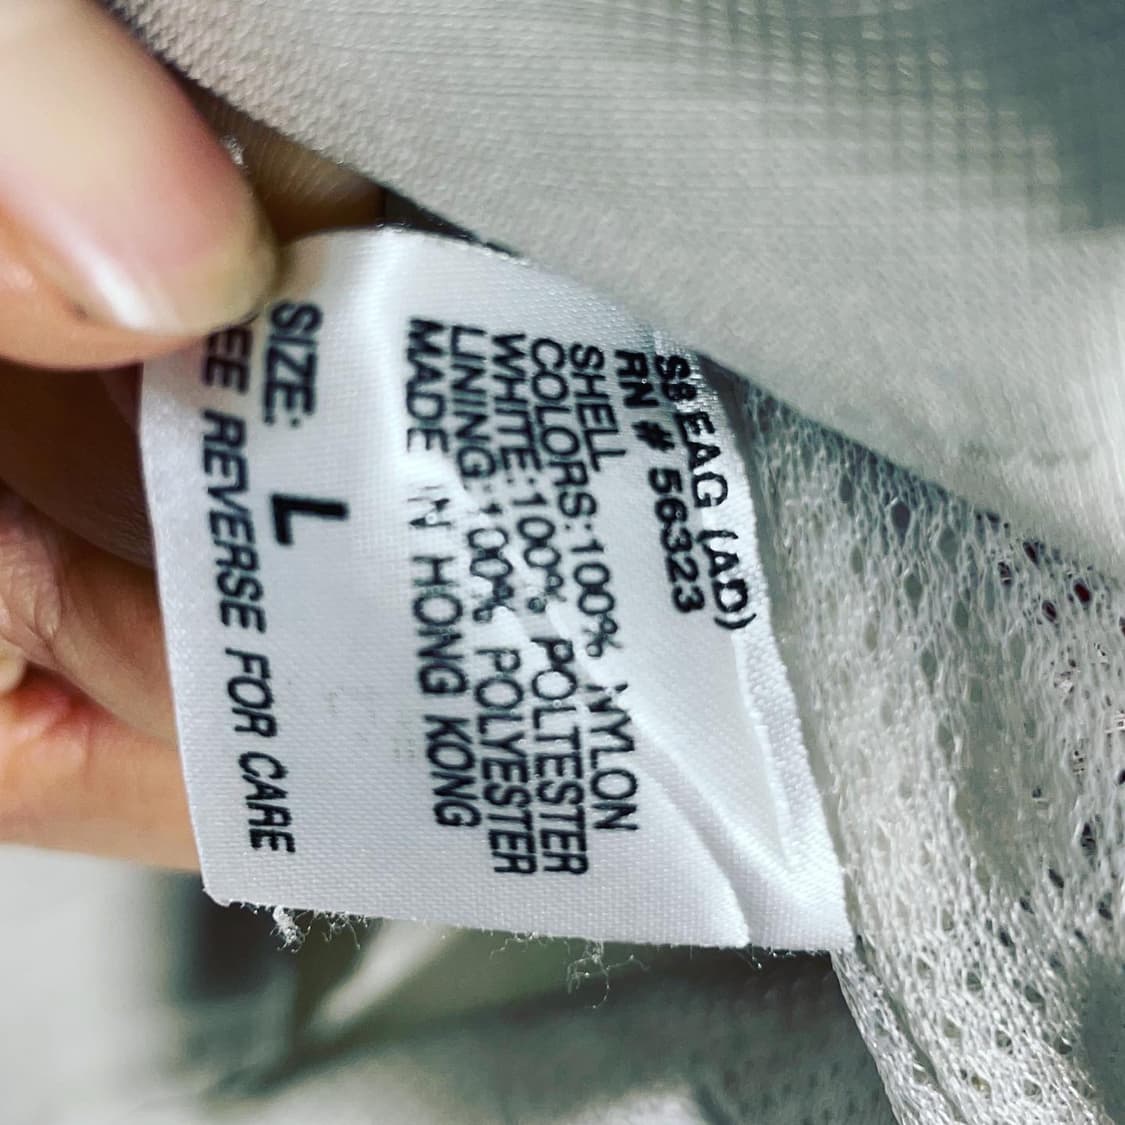 S8 EAG (AD)
RN # 56323
SHELL
COLORS:100% NYLON
WHITE:100% POLTESTER
LINING:100% POLYESTER
MADE IN HONG KONG
SIZE: L
EE REVERSE FOR CARE